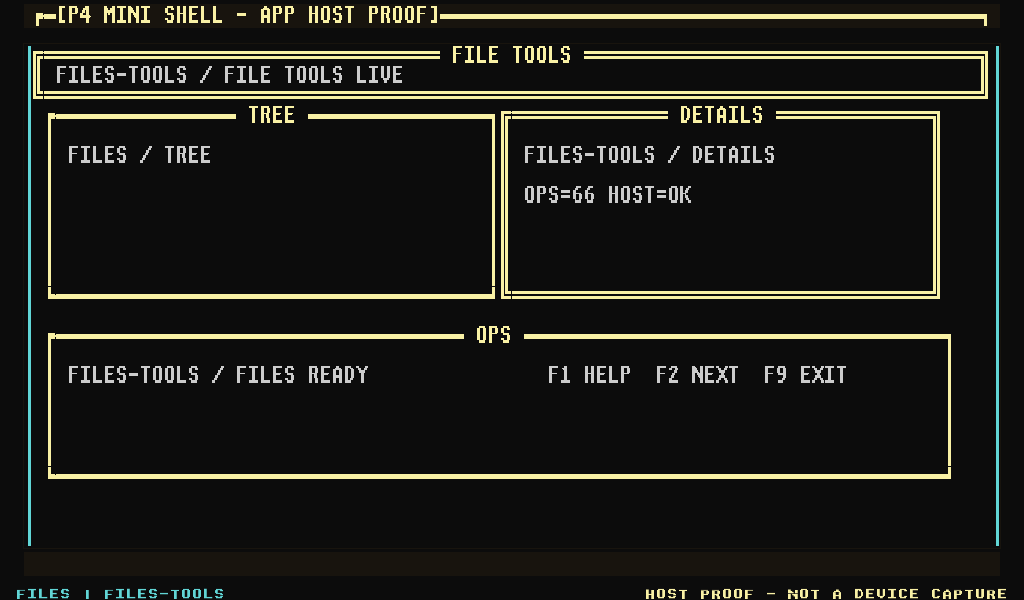 [P4 MINI SHELL - APP HOST PROOF]
FILE TOOLS
FILES-TOOLS / FILE TOOLS LIVE
TREE
FILES / TREE
DETAILS
FILES-TOOLS / DETAILS
OPS=66 HOST=OK
OPS
FILES-TOOLS / FILES READY F1 HELP F2 NEXT F9 EXIT
FILES | FILES-TOOLS HOST PROOF - NOT A DEVICE CAPTURE